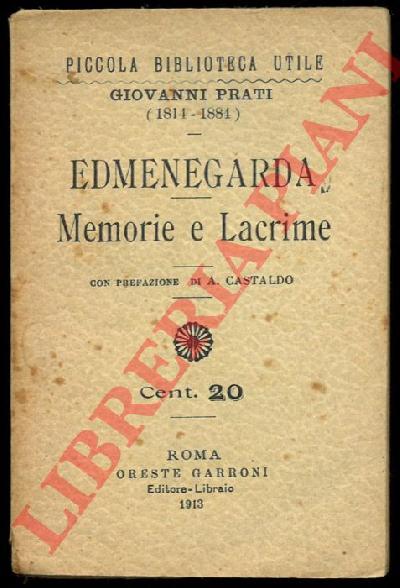 PICCOLA BIBLIOTECA UTILE
GIOVANNI PRATI
(1814-1884)
EDMENEGARDA
Memorie e Lacrime
CON PREFAZIONE DI A. CASTALDO
Cent. 20
ROMA
ORESTE GARRONI
Editore-Libraio
1913
LIBRERIA PIANI